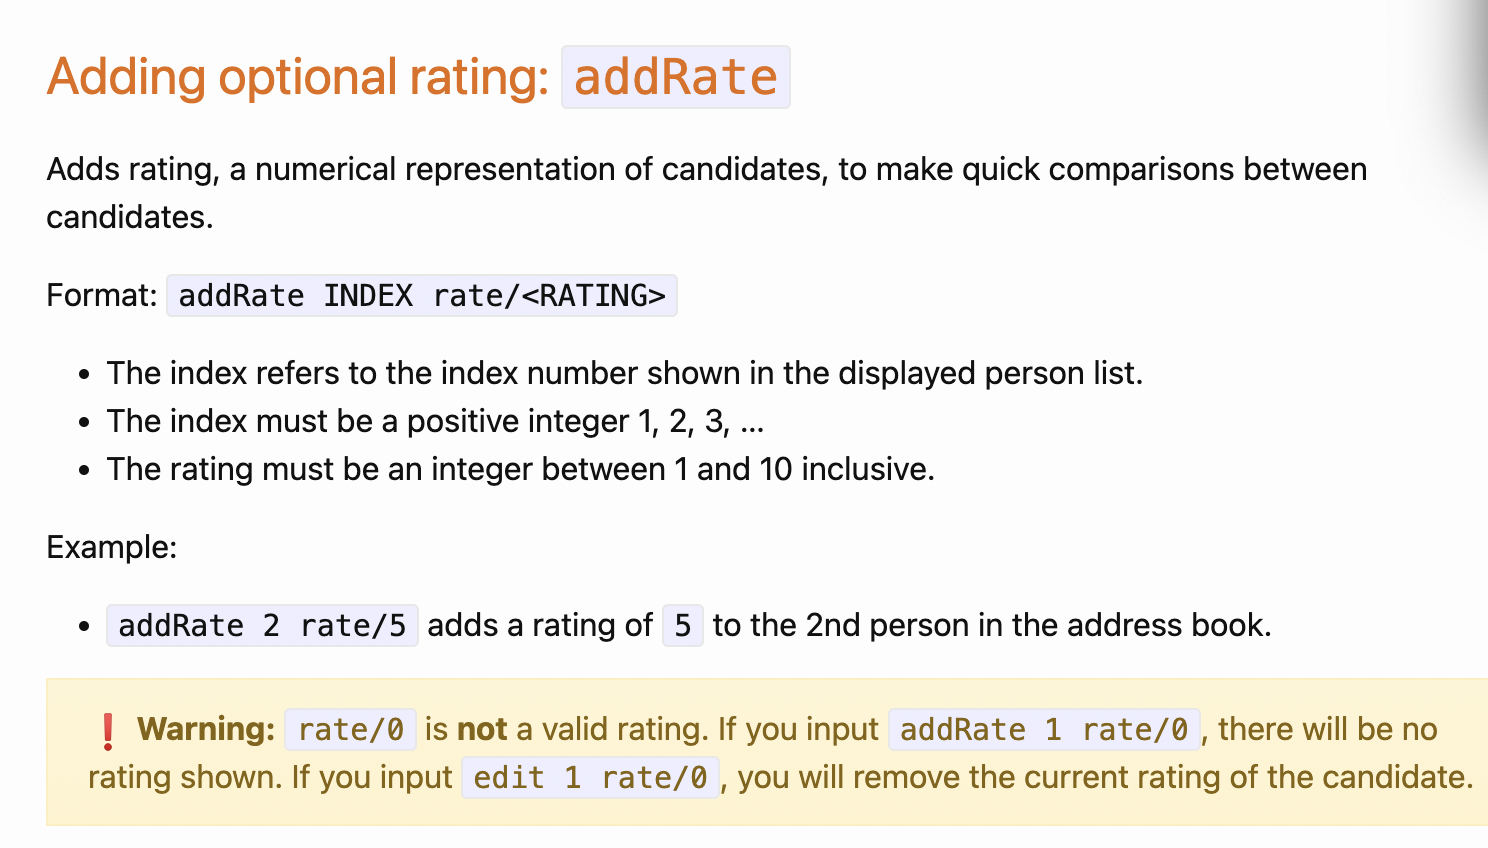 Adding optional rating: addRate
Adds rating, a numerical representation of candidates, to make quick comparisons between
candidates.
Format: addRate INDEX rate/<RATING>
• The index refers to the index number shown in the displayed person list.
• The index must be a positive integer 1, 2, 3, ...
• The rating must be an integer between 1 and 10 inclusive.
Example:
• addRate 2 rate/5 adds a rating of 5 to the 2nd person in the address book.
❗ Warning: rate/0 is not a valid rating. If you input addRate 1 rate/0, there will be no
rating shown. If you input edit 1 rate/0, you will remove the current rating of the candidate.